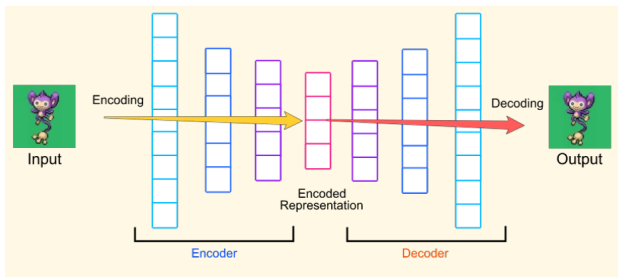 Encoding
Decoding
Input
Output
Encoded
Representation
Encoder
Decoder